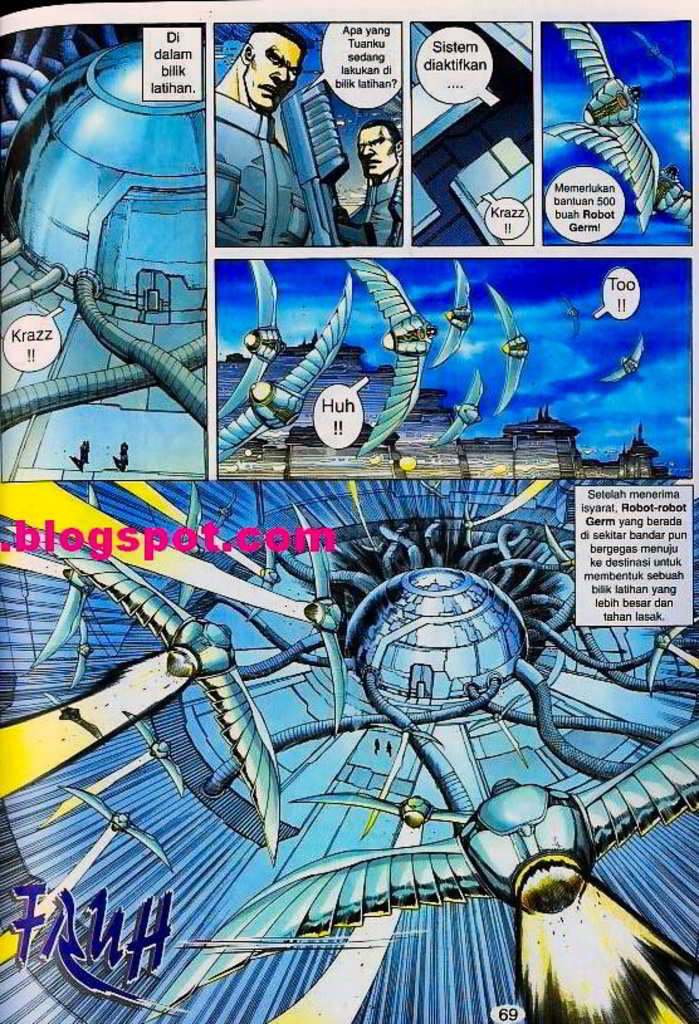 Di
dalam
bilik
latihan.
Krazz
!!
Apa yang
Tuanku
sedang
lakukan di
bilik latihan?
Sistem
diaktifkan
....
Krazz
!!
Memerlukan
bantuan 500
buah Robot
Germ!
Huh
!!
Too
!!
Setelah menerima
isyarat, Robot-robot
Germ yang berada
di sekitar bandar pun
bergegas menuju
ke destinasi untuk
membentuk sebuah
bilik latihan yang
lebih besar dan
tahan lasak.
.blogspot.com
69